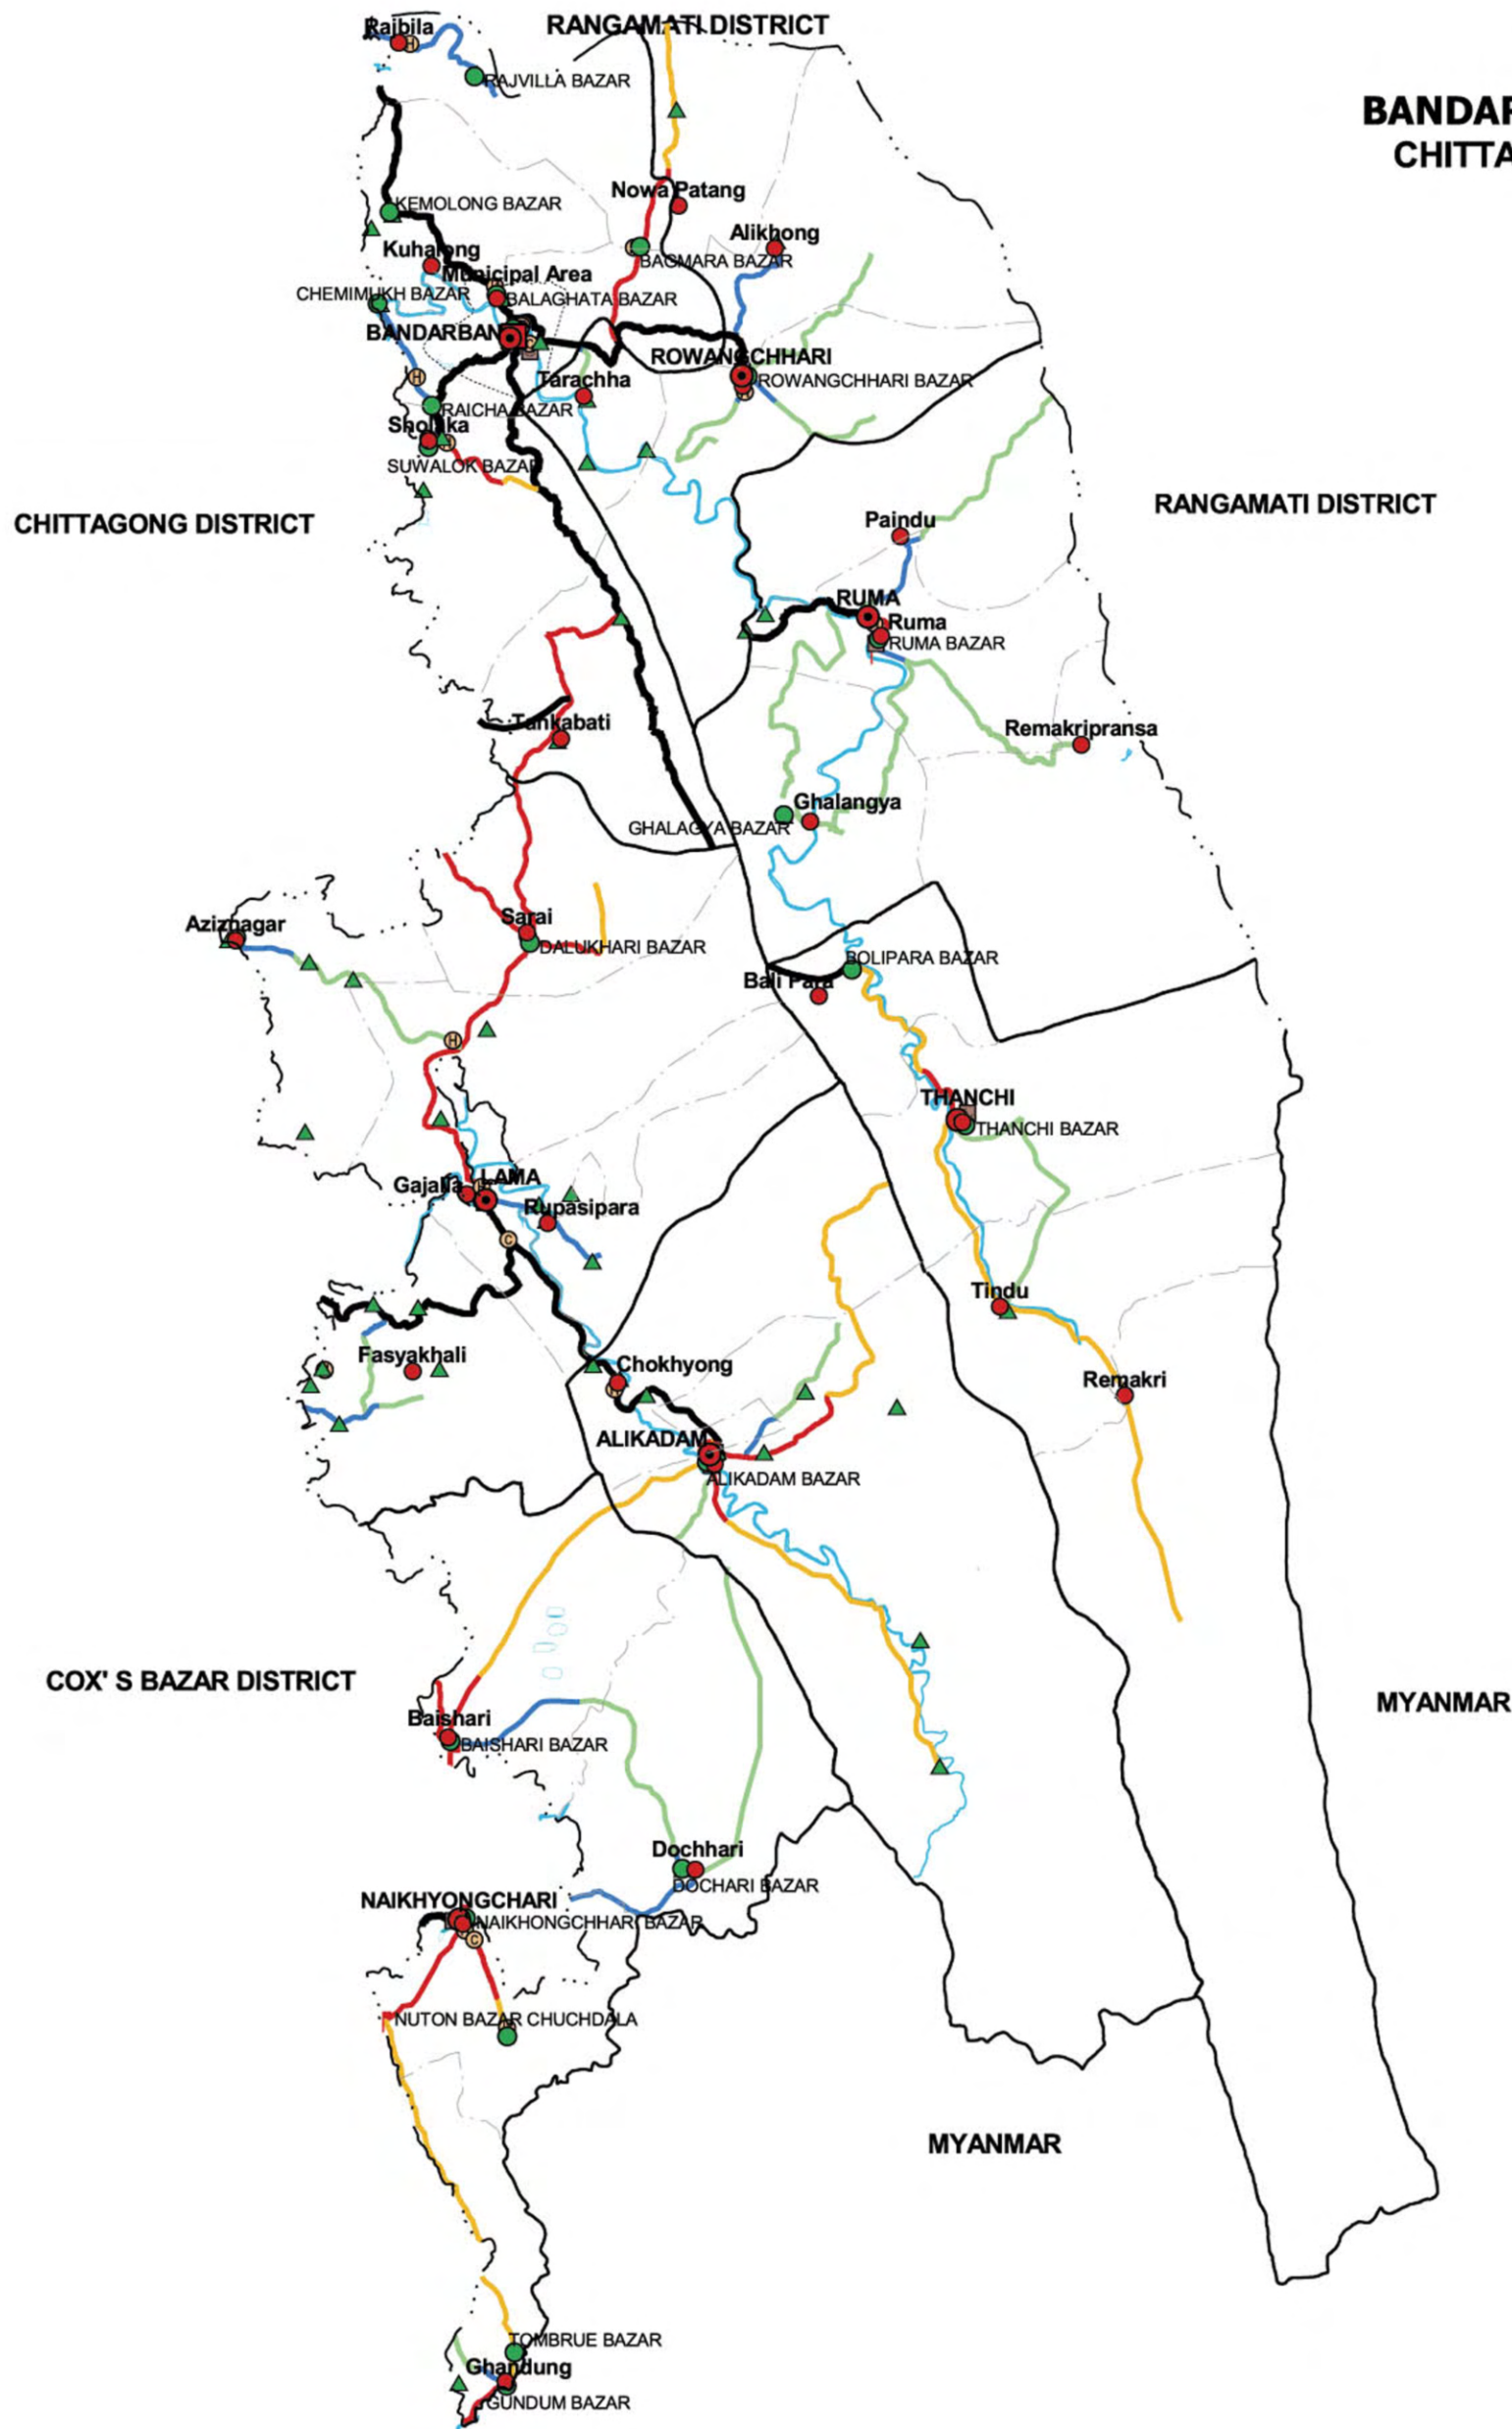 Rajbila
RANGAMATI DISTRICT
RAJVILLA BAZAR
BANDAR
CHITTA
Nowa Patang
KEMOLONG BAZAR
Alikhong
Kuhalong
BAGMARA BAZAR
Municipal Area
CHEMIMUKH BAZAR
BALAGHATA BAZAR
BANDARBAN
ROWANGCHHARI
Tarachha
ROWANGCHHARI BAZAR
RAICHA BAZAR
Sholaka
SUWALOK BAZAR
RANGAMATI DISTRICT
CHITTAGONG DISTRICT
Paindu
RUMA
Ruma
RUMA BAZAR
Tankabati
Remakripransa
Ghalangya
GHALAGYA BAZAR
Aziznagar
Sarai
DALUKHARI BAZAR
BOLIPARA BAZAR
Bali Para
THANCHI
THANCHI BAZAR
LAMA
Gajalia
Rupasipara
Tindu
Fasyakhali
Chokhyong
Remakri
ALIKADAM
ALIKADAM BAZAR
COX' S BAZAR DISTRICT
MYANMAR
Baishari
BAISHARI BAZAR
Dochhari
DOCHARI BAZAR
NAIKHYONGCHARI
NAIKHONGCHHARI BAZAR
NUTON BAZAR CHUCHDALA
MYANMAR
TOMBRUE BAZAR
Ghandung
GUNDUM BAZAR